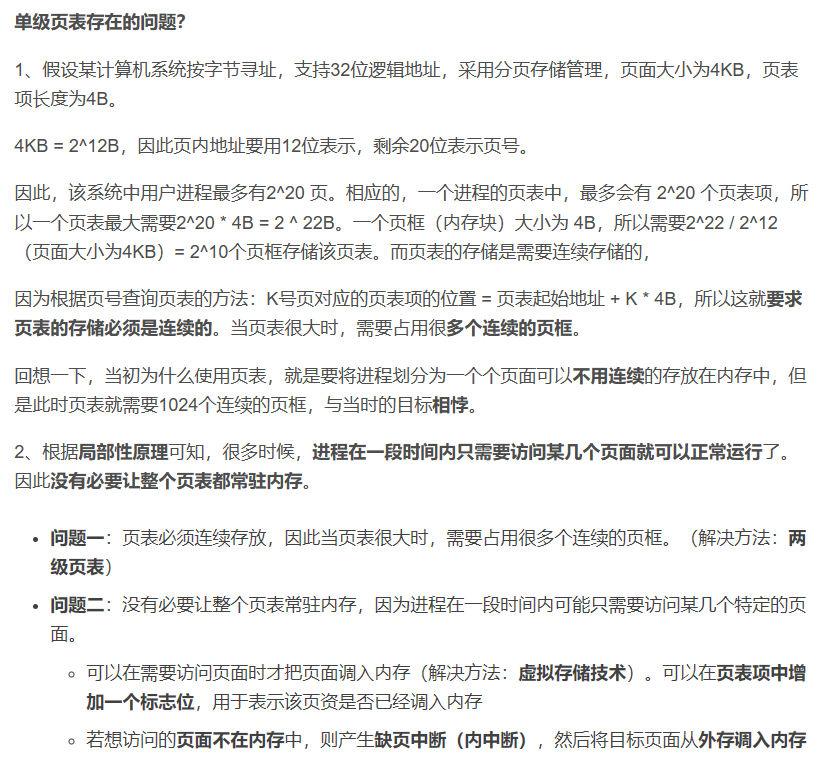 单级页表存在的问题？
1、假设某计算机系统按字节寻址，支持32位逻辑地址，采用分页存储管理，页面大小为4KB，页表
项长度为4B。
4KB = 2^12B，因此页内地址要用12位表示，剩余20位表示页号。
因此，该系统中用户进程最多有2^20 页。相应的，一个进程的页表中，最多会有 2^20 个页表项，所
以一个页表最大需要2^20 * 4B = 2 ^ 22B。一个页框（内存块）大小为 4B，所以需要2^22 / 2^12
（页面大小为4KB）= 2^10个页框存储该页表。而页表的存储是需要连续存储的，
因为根据页号查询页表的方法：K号页对应的页表项的位置 = 页表起始地址 + K * 4B，所以这就要求
页表的存储必须是连续的。当页表很大时，需要占用很多个连续的页框。
回想一下，当初为什么使用页表，就是要将进程划分为一个个页面可以不用连续的存放在内存中，但
是此时页表就需要1024个连续的页框，与当时的目标相悖。
2、根据局部性原理可知，很多时候，进程在一段时间内只需要访问某几个页面就可以正常运行了。
因此没有必要让整个页表都常驻内存。
• 问题一：页表必须连续存放，因此当页表很大时，需要占用很多个连续的页框。（解决方法：两
级页表）
• 问题二：没有必要让整个页表常驻内存，因为进程在一段时间内可能只需要访问某几个特定的页
面。
◦ 可以在需要访问页面时才把页面调入内存（解决方法：虚拟存储技术）。可以在页表项中增
加一个标志位，用于表示该页资是否已经调入内存
◦ 若想访问的页面不在内存中，则产生缺页中断（内中断），然后将目标页面从外存调入内存